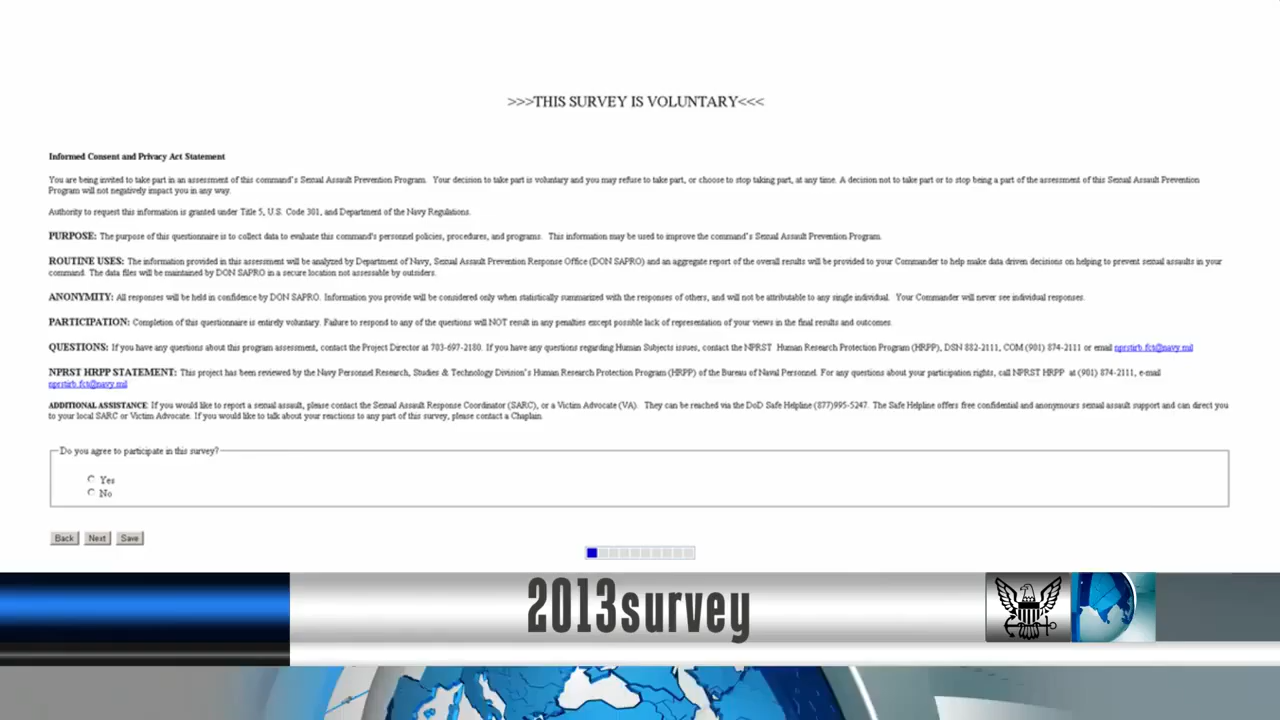 >>>THIS SURVEY IS VOLUNTARY<<<
Informed Consent and Privacy Act Statement
You are being invited to take part in an assessment of this command's Sexual Assault Prevention Program. Your decision to take part is voluntary and you may refuse to take part, or choose to stop taking part, at any time. A decision not to take part or to stop being a part of the assessment of this Sexual Assault Prevention
Program will not negatively impact you in any way.
Authority to request this information is granted under Title 5, U.S. Code 301, and Department of the Navy Regulations.
PURPOSE: The purpose of this questionnaire is to collect data to evaluate this command's personnel policies, procedures, and programs. This information may be used to improve the command's Sexual Assault Prevention Program.
ROUTINE USES: The information provided in this assessment will be analyzed by Department of Navy, Sexual Assault Prevention Response Office (DON SAPRO) and an aggregate report of the overall results will be provided to your Commander to help make data driven decisions on helping to prevent sexual assaults in your
command. The data files will be maintained by DON SAPRO in a secure location not assessable by outsiders.
ANONYMITY: All responses will be held in confidence by DON SAPRO. Information you provide will be considered only when statistically summarized with the responses of others, and will not be attributable to any single individual. Your Commander will never see individual responses.
PARTICIPATION: Completion of this questionnaire is entirely voluntary. Failure to respond to any of the questions will NOT result in any penalties except possible lack of representation of your views in the final results and outcomes.
QUESTIONS: If you have any questions about this program assessment, contact the Project Director at 703-697-2180. If you have any questions regarding Human Subjects issues, contact the NPRST Human Research Protection Program (HRPP), DSN 882-2111, COM (901) 874-2111 or email nprstirb.fct@navy.mil
NPRST HRPP STATEMENT: This project has been reviewed by the Navy Personnel Research, Studies & Technology Division's Human Research Protection Program (HRPP) of the Bureau of Naval Personnel. For any questions about your participation rights, call NPRST HRPP at (901) 874-2111, e-mail
nprstirb.fct@navy.mil
ADDITIONAL ASSISTANCE: If you would like to report a sexual assault, please contact the Sexual Assault Response Coordinator (SARC), or a Victim Advocate (VA). They can be reached via the DoD Safe Helpline (877)995-5247. The Safe Helpline offers free confidential and anonymours sexual assault support and can direct you
to your local SARC or Victim Advocate. If you would like to talk about your reactions to any part of this survey, please contact a Chaplain.
Do you agree to participate in this survey?
Yes
No
Back Next Save
2013survey